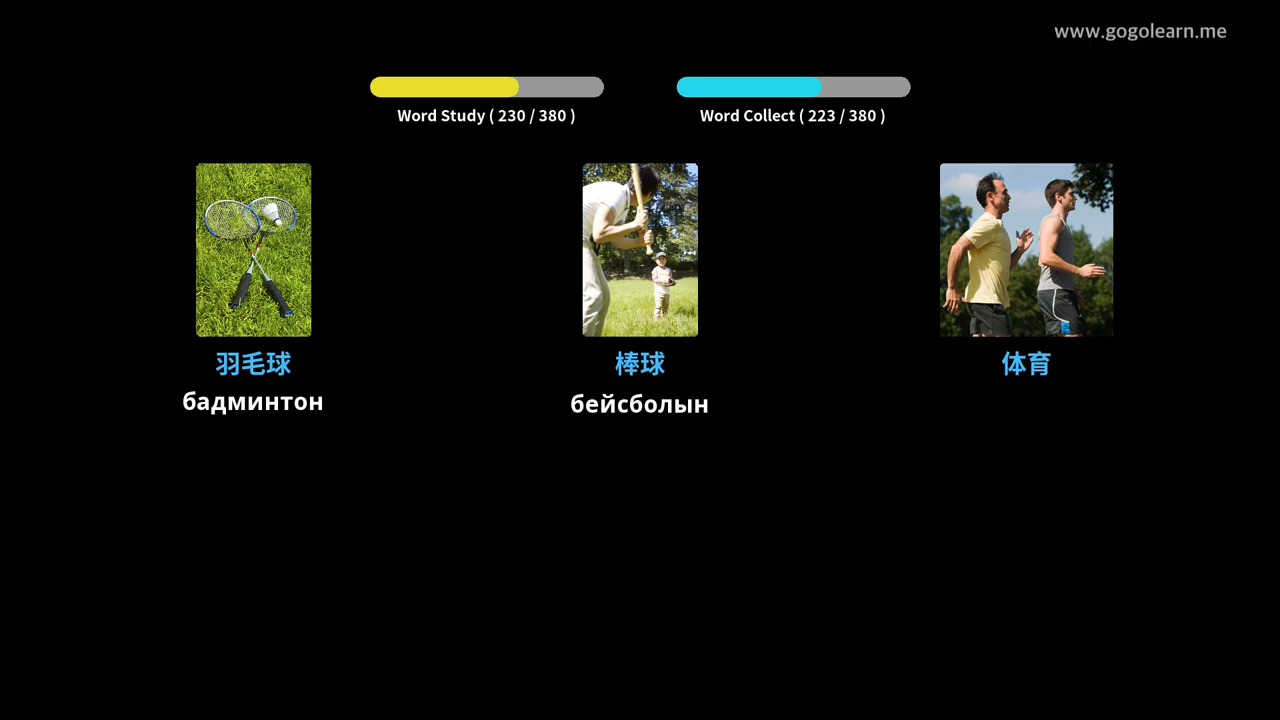 www.gogolearn.me
Word Study ( 230 / 380 )
Word Collect ( 223 / 380 )
羽毛球
棒球
体育
бадминтон
бейсболын